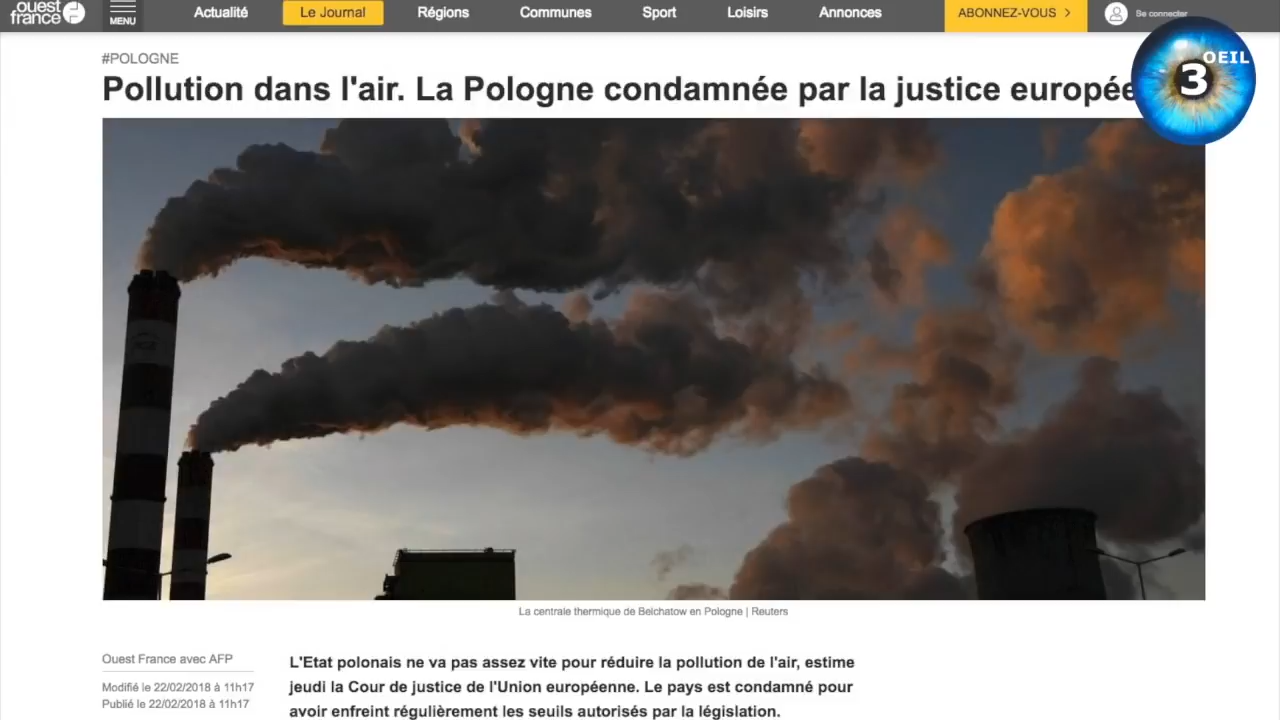 ouest
france
MENU
Actualité
Le Journal
Régions
Communes
Sport
Loisirs
Annonces
ABONNEZ-VOUS >
Se connecter
OEIL
3
#POLOGNE
Pollution dans l'air. La Pologne condamnée par la justice europée
La centrale thermique de Belchatow en Pologne | Reuters
Ouest France avec AFP
Modifié le 22/02/2018 à 11h17
Publié le 22/02/2018 à 11h17
L'Etat polonais ne va pas assez vite pour réduire la pollution de l'air, estime
jeudi la Cour de justice de l'Union européenne. Le pays est condamné pour
avoir enfreint régulièrement les seuils autorisés par la législation.